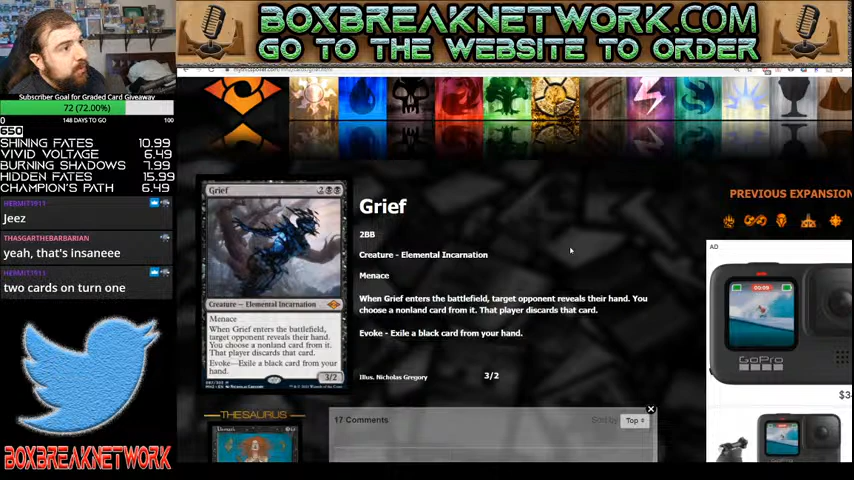 BOXBREAKNETWORK.COM
GO TO THE WEBSITE TO ORDER
Subscriber Goal for Graded Card Giveaway
72 (72.00%)
0 148 DAYS TO GO 100
650
SHINING FATES 10.99
VIVID VOLTAGE 6.49
BURNING SHADOWS 7.99
HIDDEN FATES 15.99
CHAMPION'S PATH 6.49
HERMIT1911
Jeez
THASGARTHEBARBARIAN
yeah, that's insaneee
HERMIT1911
two cards on turn one
BOXBREAKNETWORK
Grief 2
Creature — Elemental Incarnation
Menace
When Grief enters the battlefield,
target opponent reveals their hand.
You choose a nonland card from it.
That player discards that card.
Evoke—Exile a black card from your
hand.
3/2
Grief
2BB
Creature - Elemental Incarnation
Menace
When Grief enters the battlefield, target opponent reveals their hand. You
choose a nonland card from it. That player discards that card.
Evoke - Exile a black card from your hand.
Illus. Nicholas Gregory 3/2
THESAURUS
17 Comments
Sort by Top
PREVIOUS EXPANSION
AD
GoPro
$3